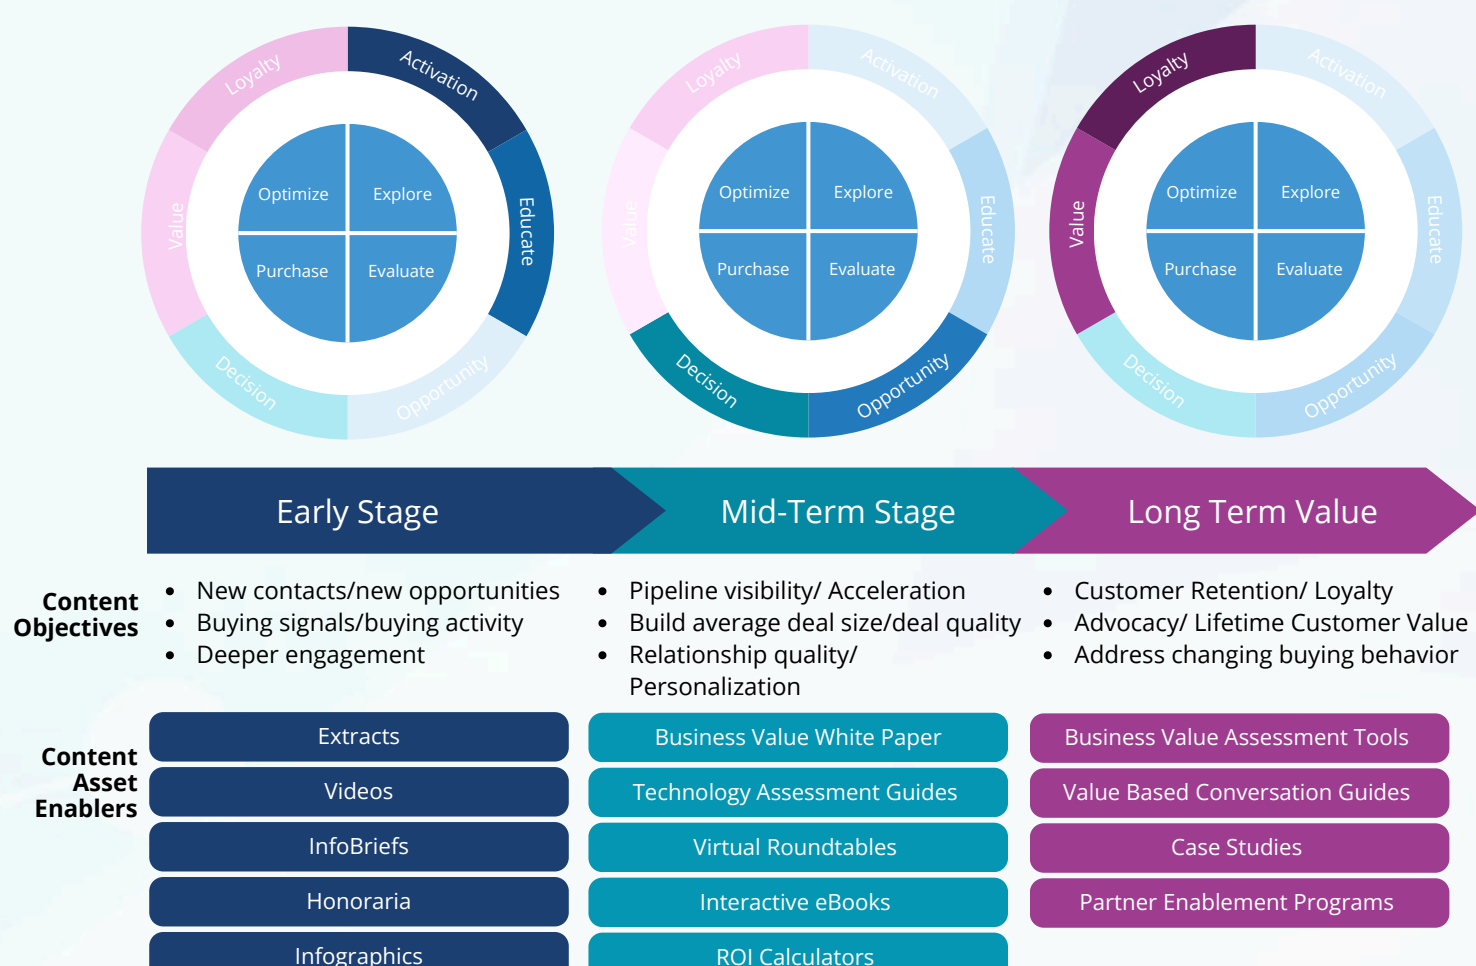 Loyalty
Activation
Value
Educate
Decision
Opportunity
Optimize
Explore
Purchase
Evaluate
Loyalty
Activation
Value
Educate
Decision
Opportunity
Optimize
Explore
Purchase
Evaluate
Loyalty
Activation
Value
Educate
Decision
Opportunity
Optimize
Explore
Purchase
Evaluate
Early Stage
Mid-Term Stage
Long Term Value
Content
Objectives
• New contacts/new opportunities
• Buying signals/buying activity
• Deeper engagement
• Pipeline visibility/ Acceleration
• Build average deal size/deal quality
• Relationship quality/
Personalization
• Customer Retention/ Loyalty
• Advocacy/ Lifetime Customer Value
• Address changing buying behavior
Content
Asset
Enablers
Extracts
Videos
InfoBriefs
Honoraria
Infographics
Business Value White Paper
Technology Assessment Guides
Virtual Roundtables
Interactive eBooks
ROI Calculators
Business Value Assessment Tools
Value Based Conversation Guides
Case Studies
Partner Enablement Programs